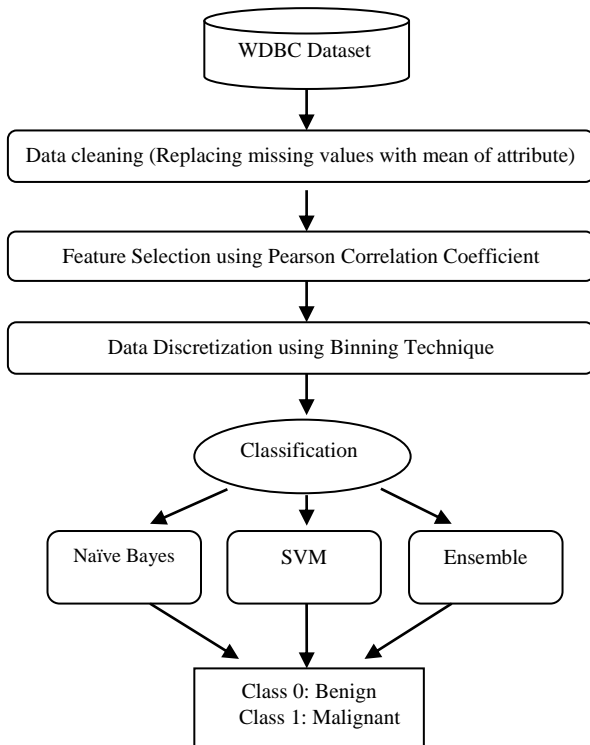 WDBC Dataset
Data cleaning (Replacing missing values with mean of attribute)
Feature Selection using Pearson Correlation Coefficient
Data Discretization using Binning Technique
Classification
Naïve Bayes
SVM
Ensemble
Class 0: Benign
Class 1: Malignant